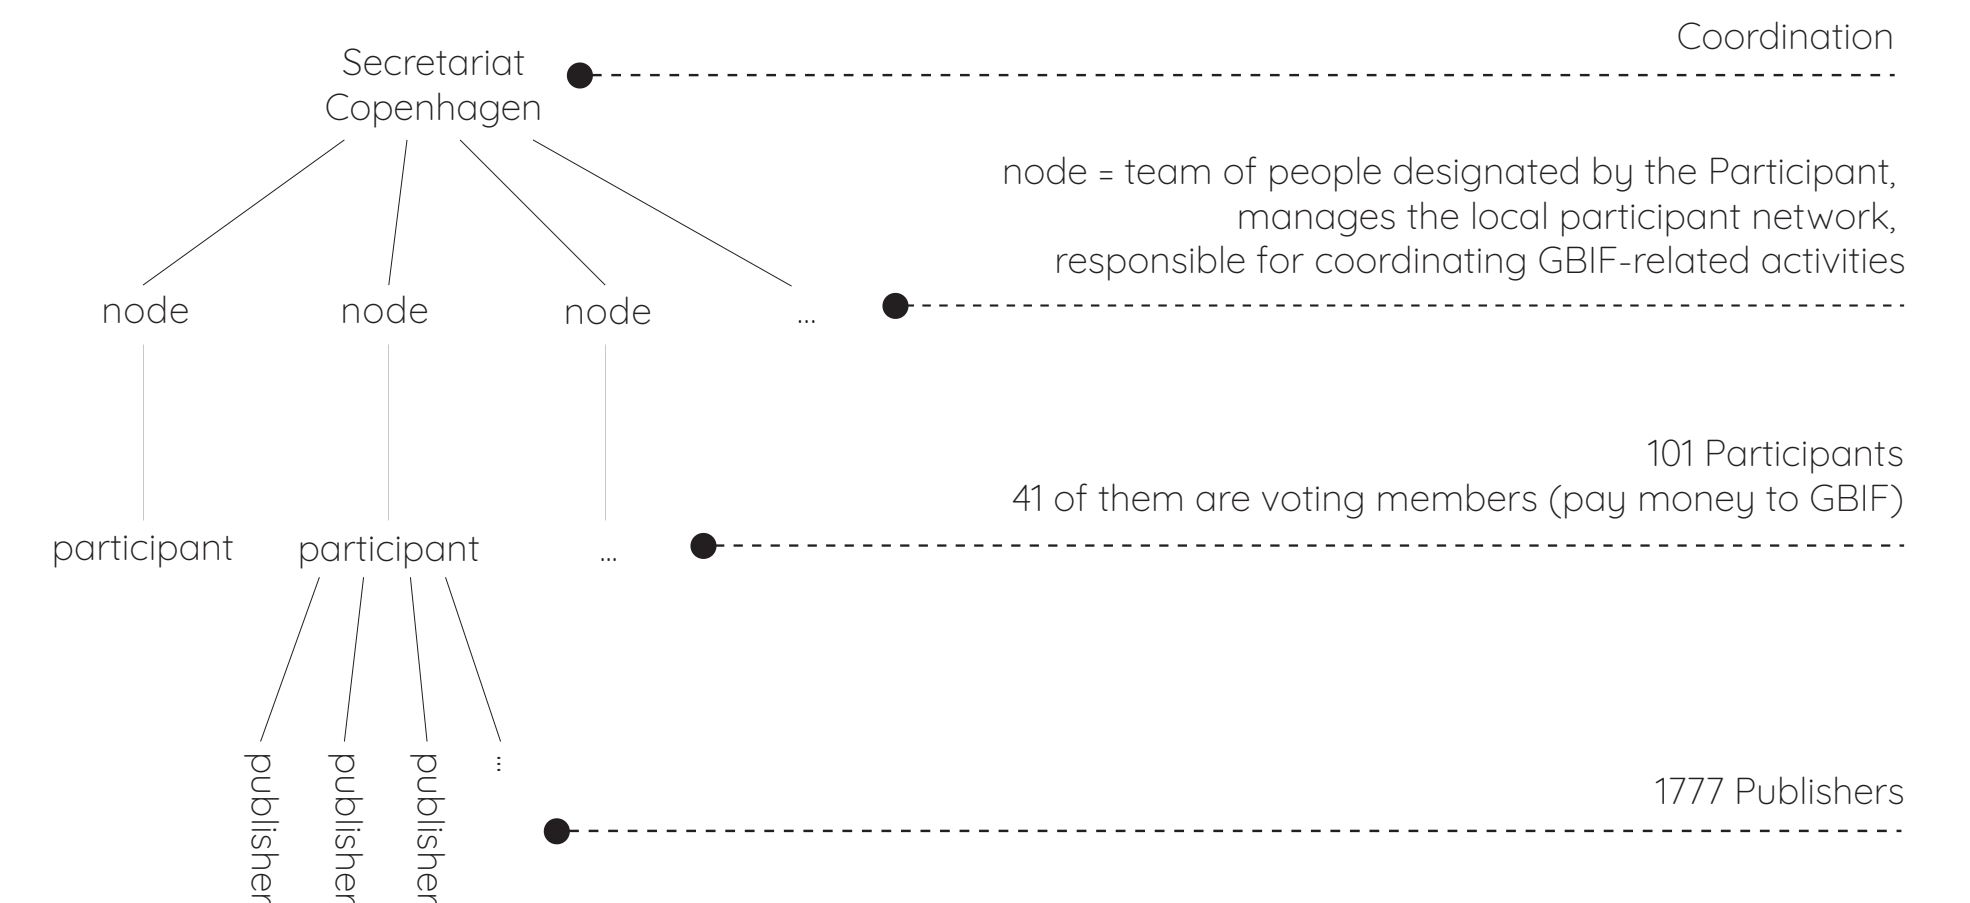 Coordination
Secretariat
Copenhagen
node = team of people designated by the Participant,
manages the local participant network,
responsible for coordinating GBIF-related activities
node
node
node
...
101 Participants
41 of them are voting members (pay money to GBIF)
participant
participant
...
publisher
publisher
publisher
...
1777 Publishers